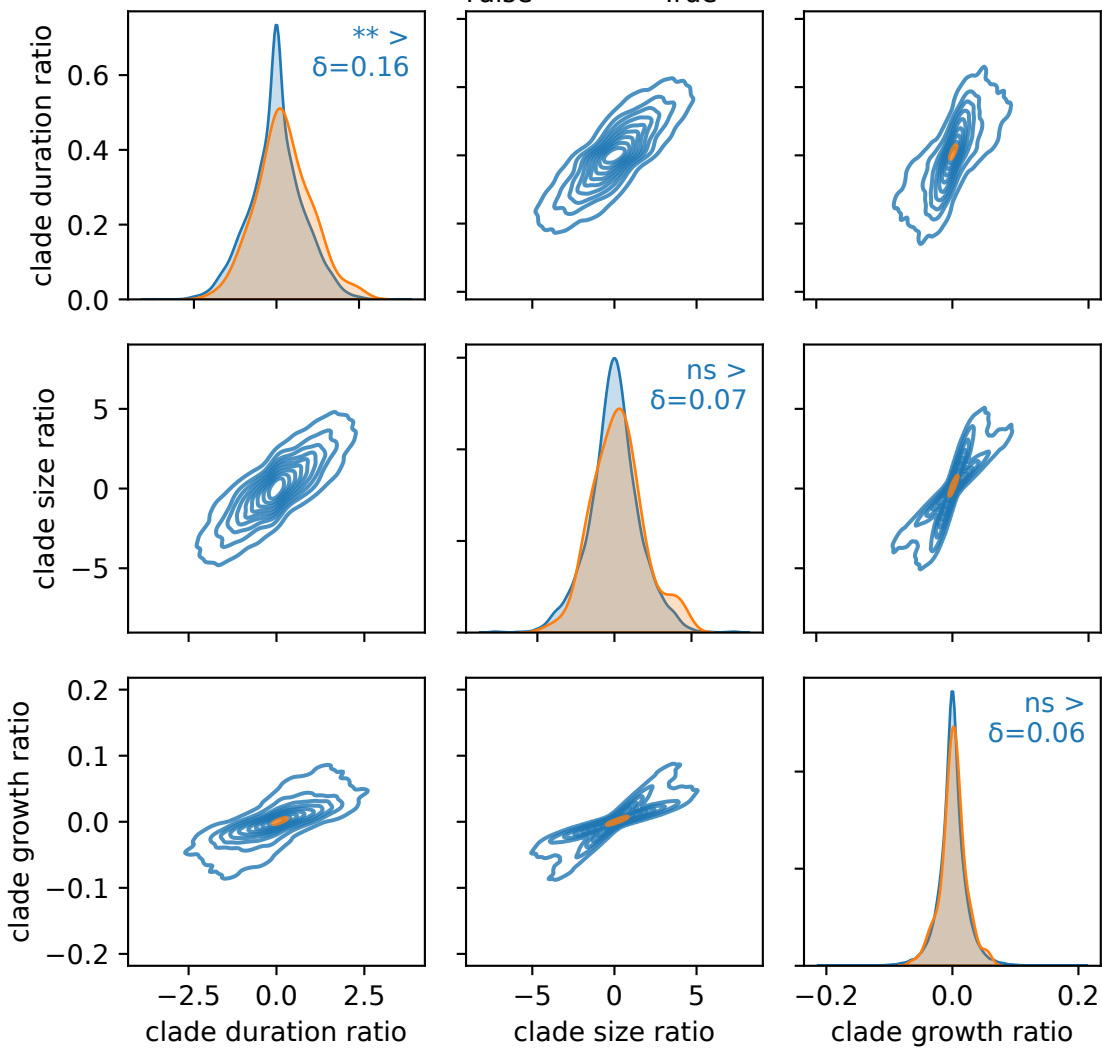 ** >
δ=0.16
clade duration ratio
0.6
0.4
0.2
0.0
ns >
δ=0.07
clade size ratio
5
0
−5
ns >
δ=0.06
clade growth ratio
0.2
0.1
0.0
−0.1
−0.2
−2.5 0.0 2.5
−5 0 5
−0.2 0.0 0.2
clade duration ratio
clade size ratio
clade growth ratio